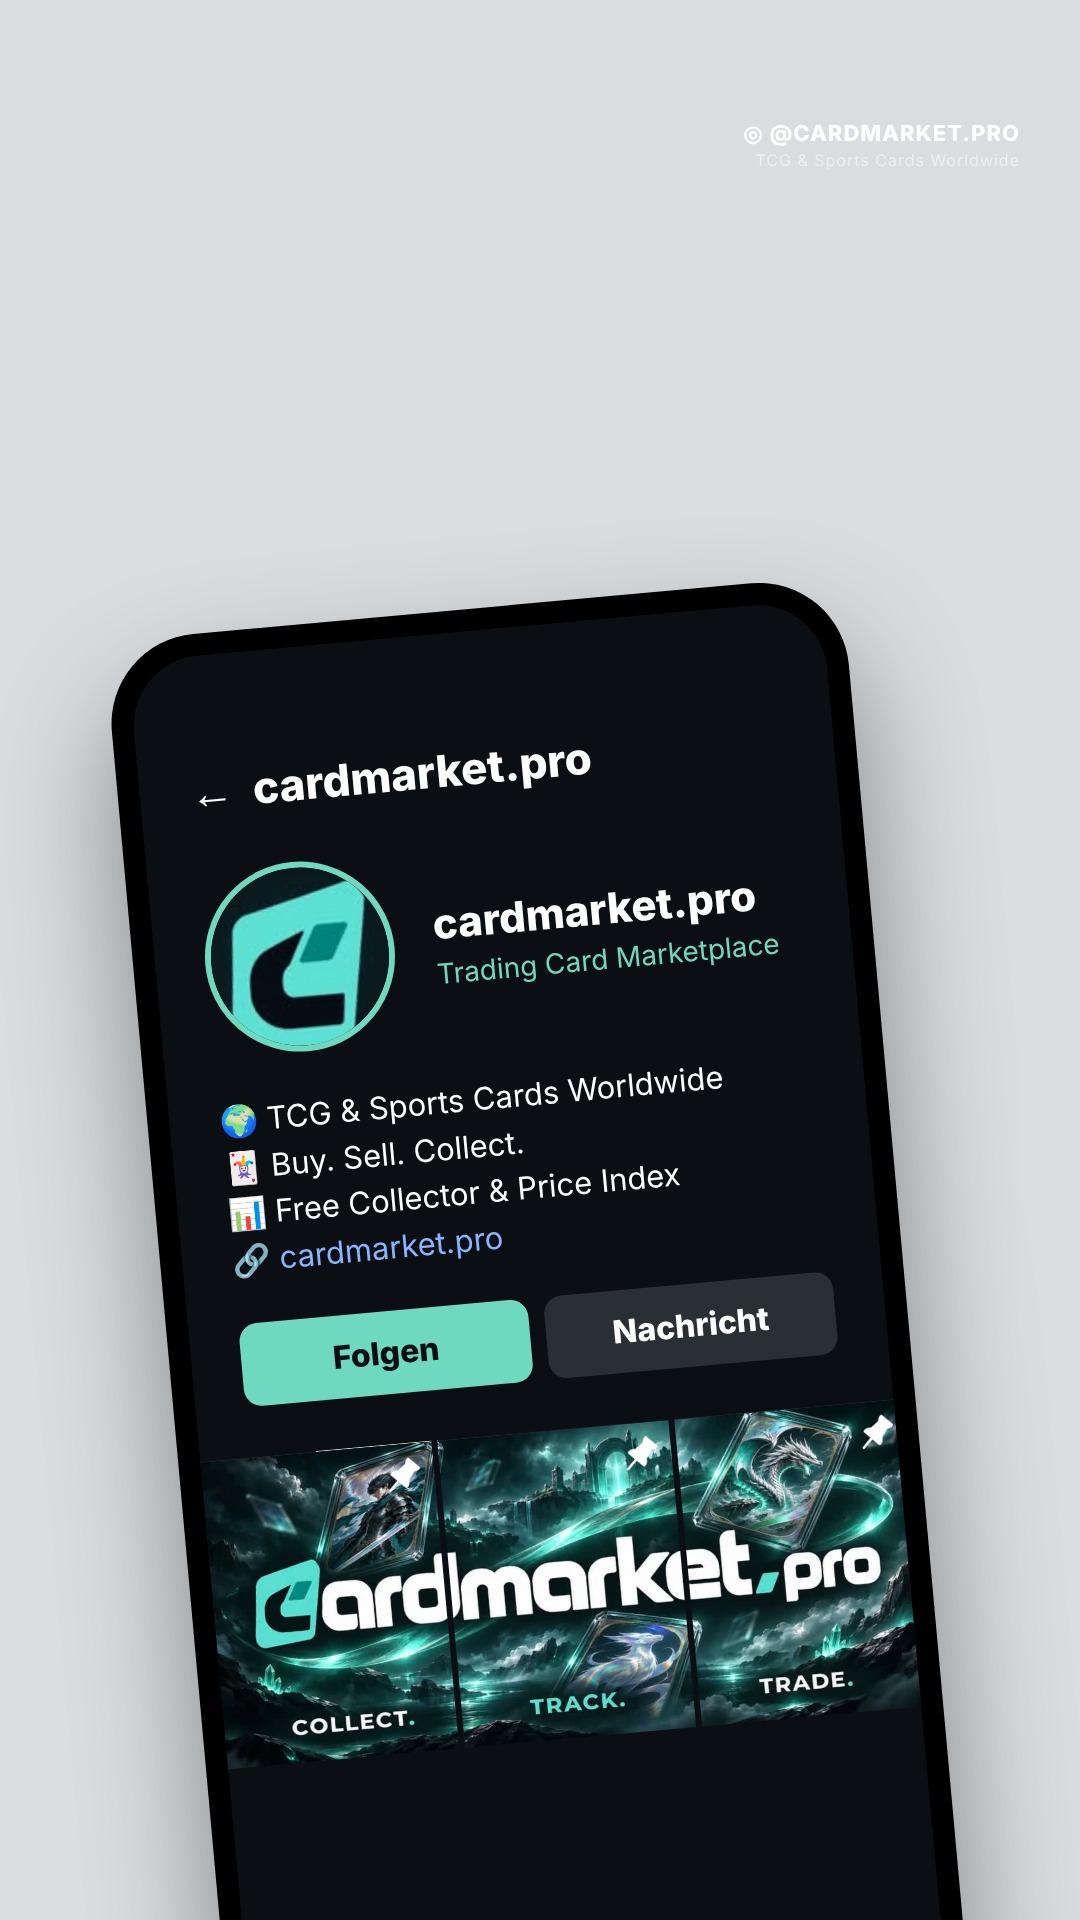 @CARDMARKET.PRO
TCG & Sports Cards Worldwide
← cardmarket.pro
cardmarket.pro
Trading Card Marketplace
🌍 TCG & Sports Cards Worldwide
🃏 Buy. Sell. Collect.
📊 Free Collector & Price Index
🔗 cardmarket.pro
Folgen
Nachricht
cardmarket.pro
COLLECT.
TRACK.
TRADE.